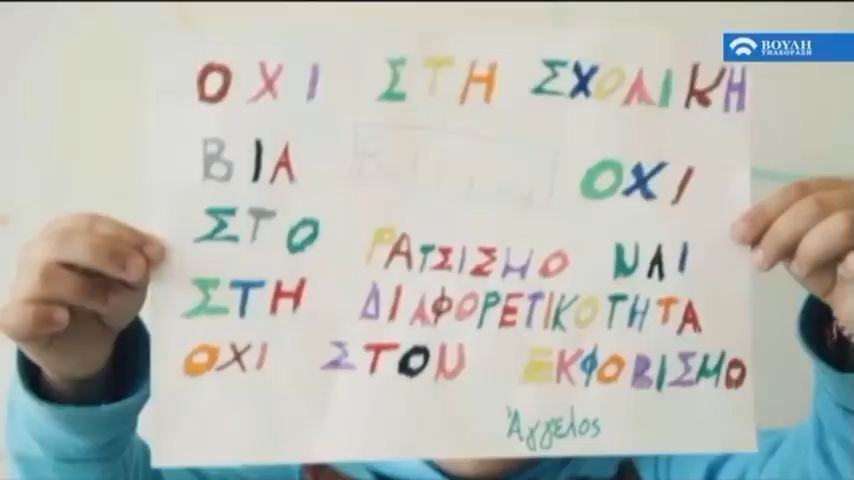 ΒΟΥΛΗ
ΤΗΛΕΟΡΑΣΗ
ΟΧΙ ΣΤΗ ΣΧΟΛΙΚΗ
ΒΙΑ ΟΧΙ
ΣΤΟ ΡΑΤΣΙΣΜΟ ΝΑΙ
ΣΤΗ ΔΙΑΦΟΡΕΤΙΚΟΤΗΤΑ
ΟΧΙ ΣΤΟΝ ΕΚΦΟΒΙΣΜΟ
Άγγελος